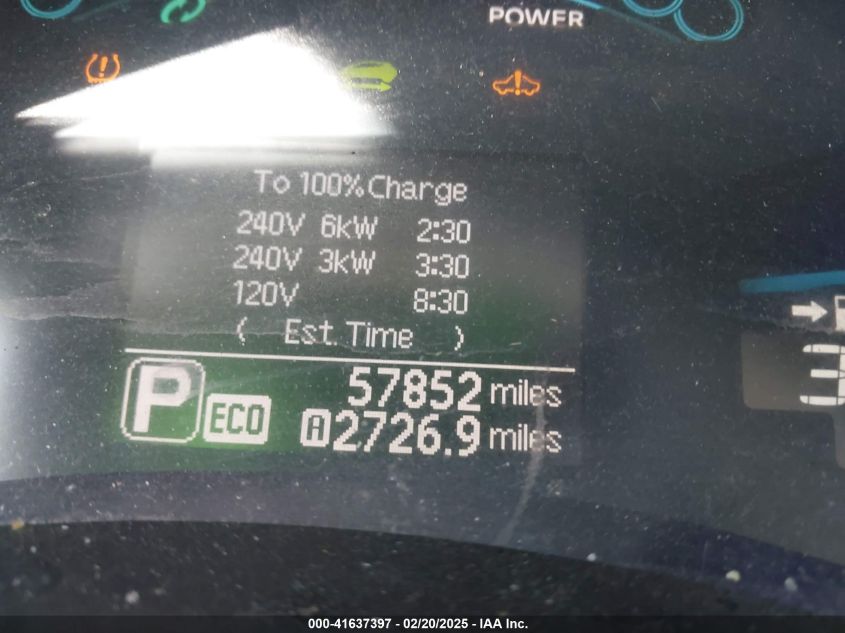 POWER
To 100% Charge
240V 6kW 2:30
240V 3kW 3:30
120V 8:30
( Est. Time )
P ECO 57852 miles
A 2726.9 miles
000-41637397 - 02/20/2025 - IAA Inc.